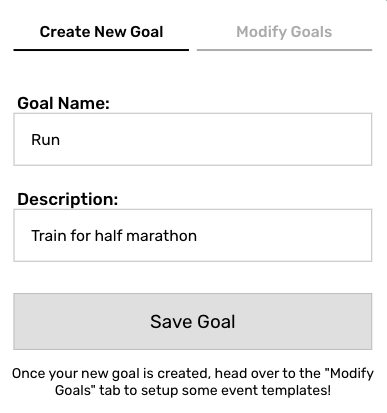 Create New Goal Modify Goals
Goal Name:
Run
Description:
Train for half marathon
Save Goal
Once your new goal is created, head over to the "Modify
Goals" tab to setup some event templates!